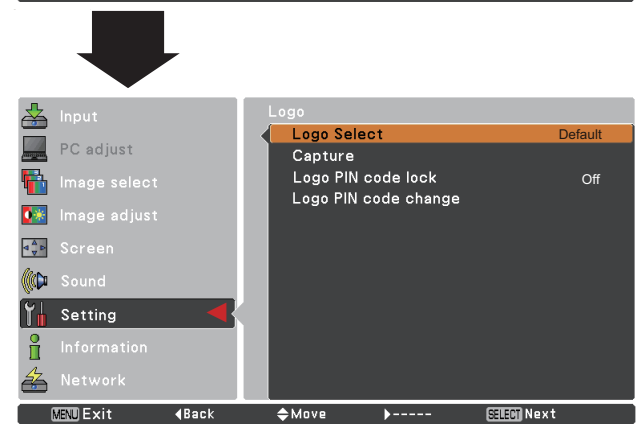 Input
PC adjust
Image select
Image adjust
Screen
Sound
Setting
Information
Network
Logo
Logo Select Default
Capture
Logo PIN code lock Off
Logo PIN code change
MENU Exit ◀Back ◆Move ▶----- SELECT Next